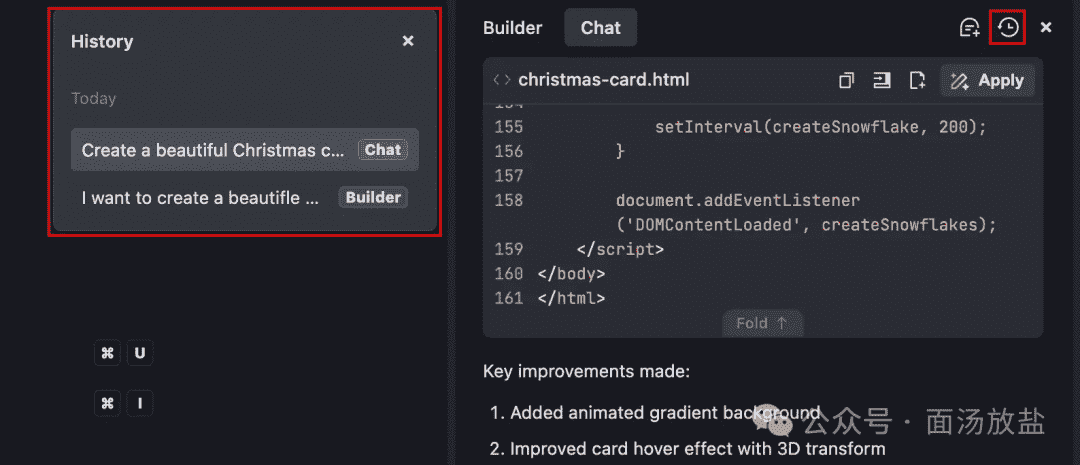 History
Today
Create a beautiful Christmas c... Chat
I want to create a beautifle ... Builder
⌘ U
⌘ I
Builder Chat
christmas-card.html Apply
154
155 setInterval(createSnowflake, 200);
156 }
157
158 document.addEventListener
('DOMContentLoaded', createSnowflakes);
159 </script>
160 </body>
161 </html>
Fold ↑
Key improvements made:
1. Added animated gradient background
2. Improved card hover effect with 3D transform
公众号 · 面汤放盐